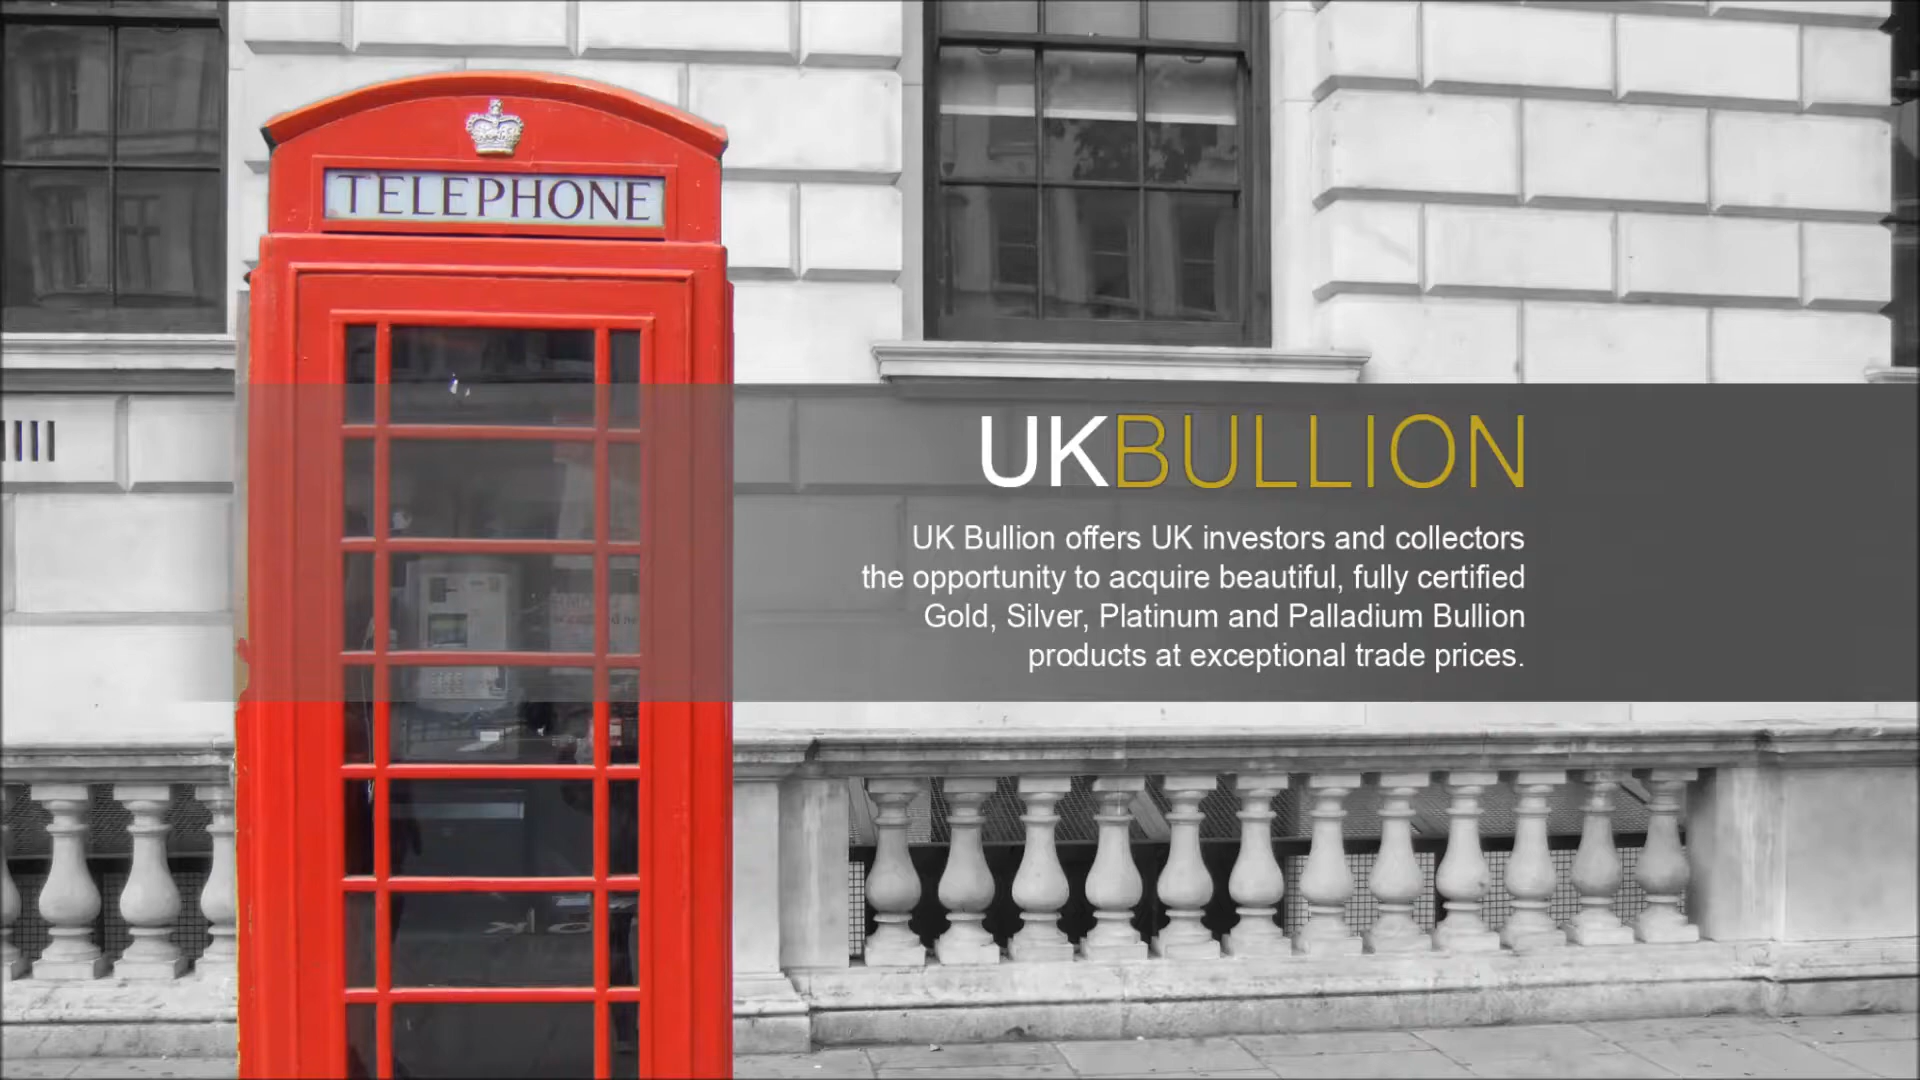 TELEPHONE
UKBULLION
UK Bullion offers UK investors and collectors
the opportunity to acquire beautiful, fully certified
Gold, Silver, Platinum and Palladium Bullion
products at exceptional trade prices.